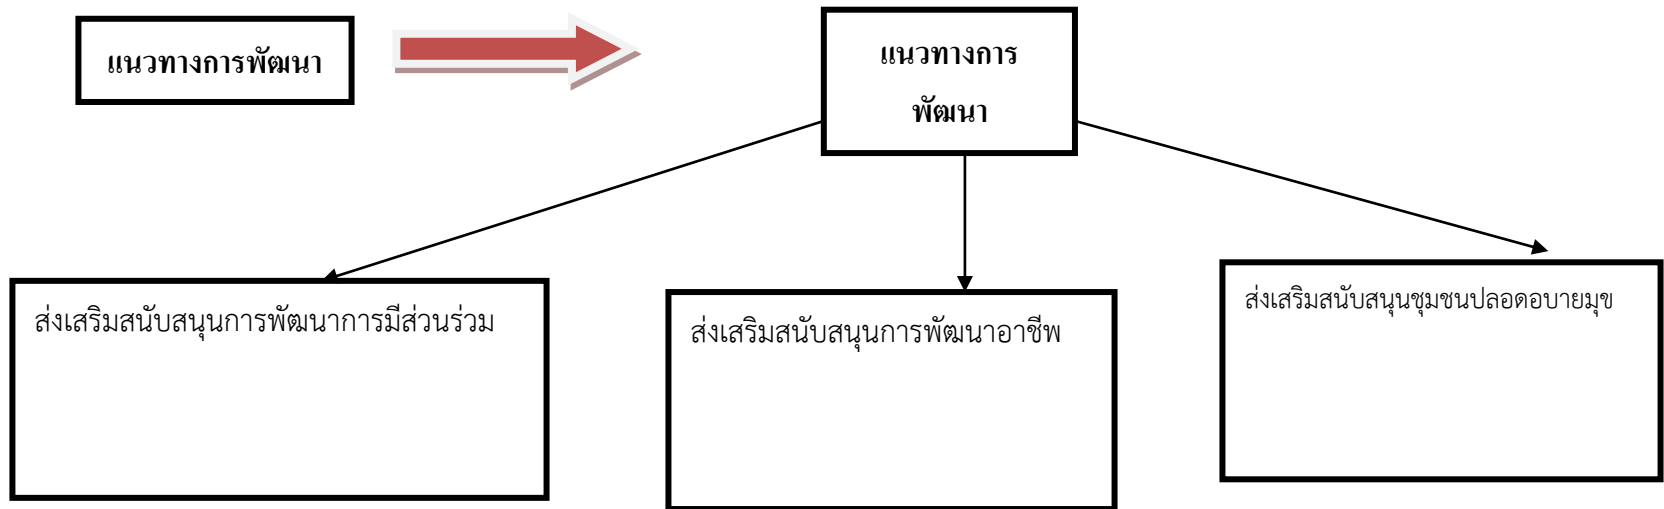 แนวทางการพัฒนา
แนวทางการ
พัฒนา
ส่งเสริมสนับสนุนการพัฒนาการมีส่วนร่วม
ส่งเสริมสนับสนุนการพัฒนาอาชีพ
ส่งเสริมสนับสนุนชุมชนปลอดอบายมุข